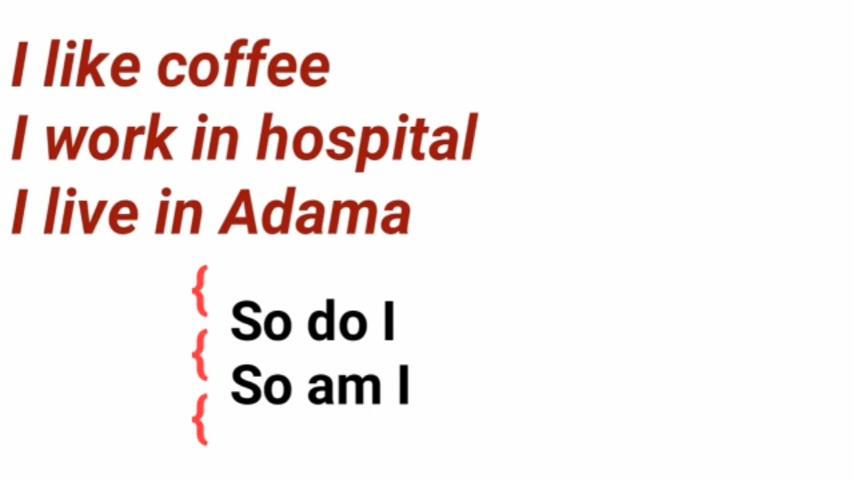 I like coffee
I work in hospital
I live in Adama
{
So do I
{
So am I
{